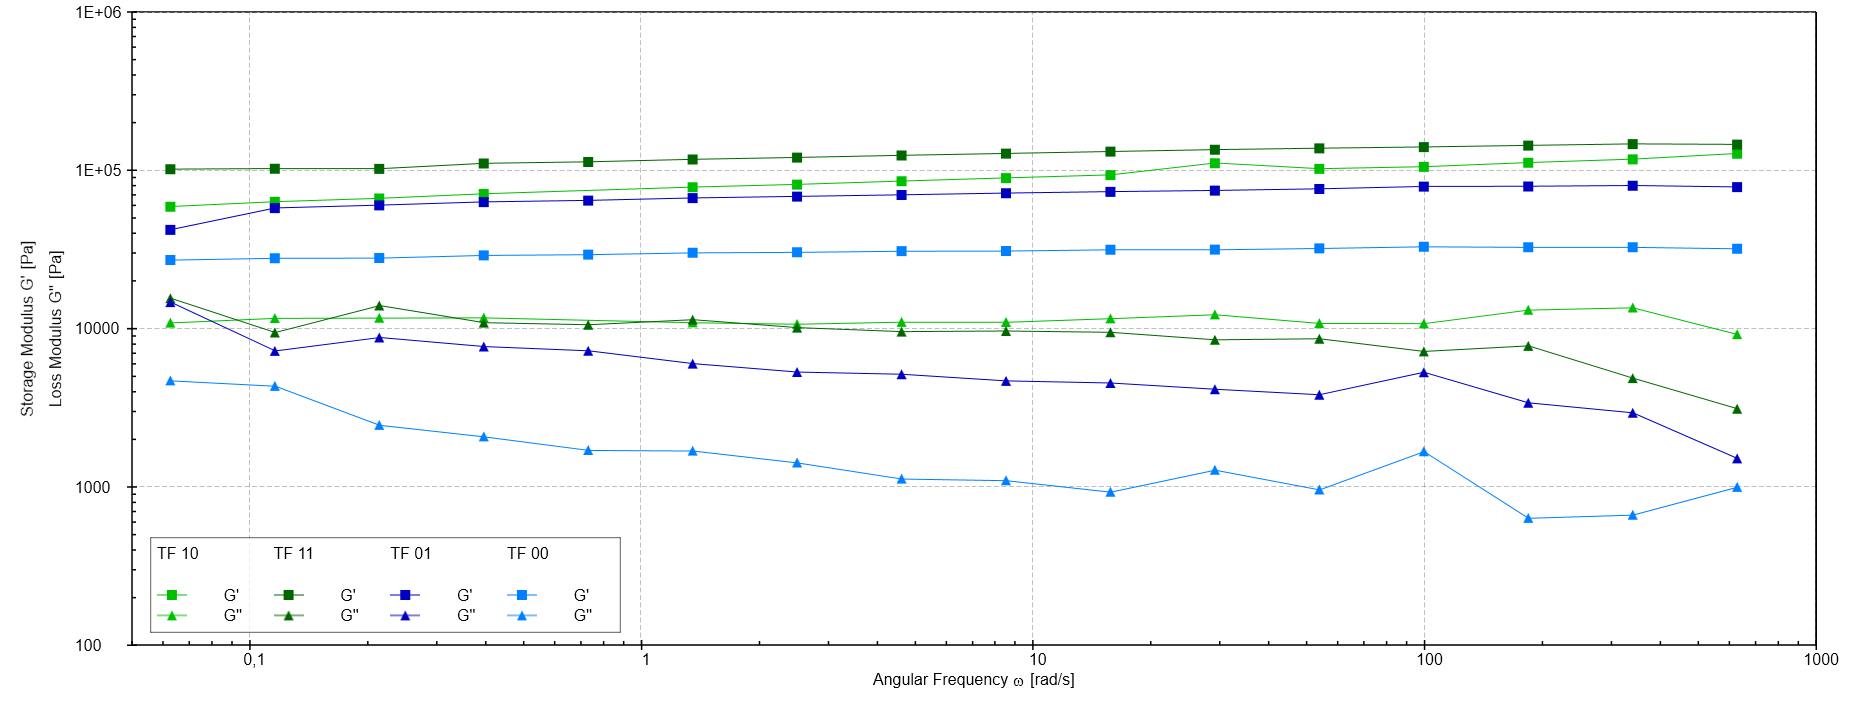 1E+06
1E+05
10000
1000
100
Storage Modulus G' [Pa]
Loss Modulus G" [Pa]
TF 10 TF 11 TF 01 TF 00
G' G' G' G'
G" G" G" G"
0,1 1 10 100 1000
Angular Frequency ω [rad/s]